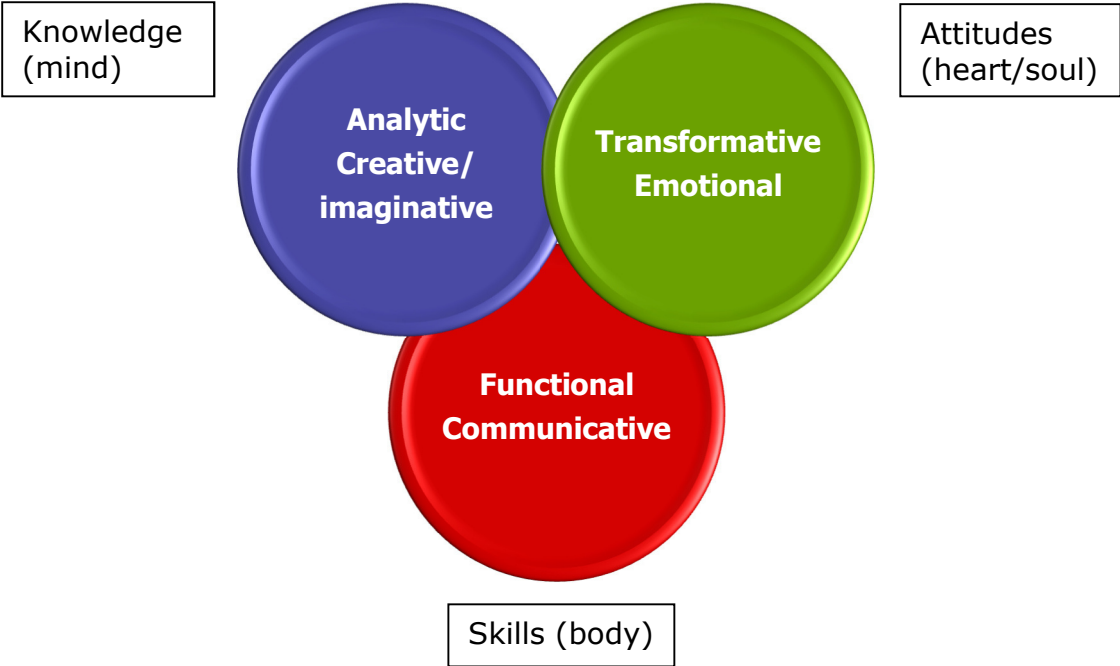 Knowledge
(mind)
Attitudes
(heart/soul)
Analytic
Creative/
imaginative
Transformative
Emotional
Functional
Communicative
Skills (body)